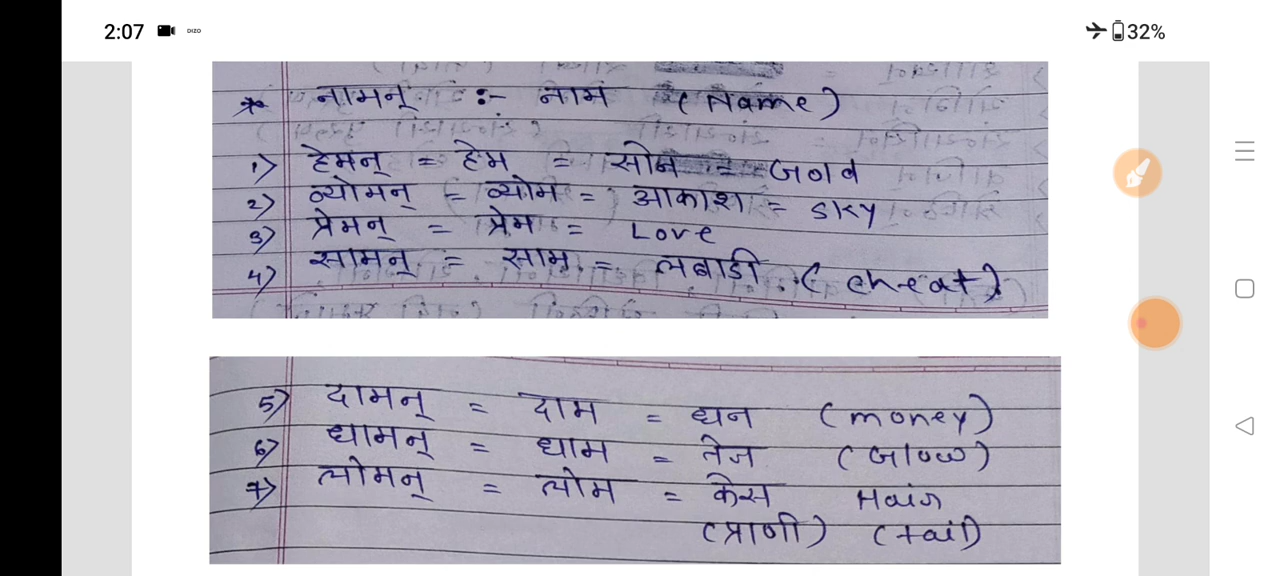 2:07 DIZO 32%
* नामन् :- नाम (Name)
1) हेमन् = हेम = सोन = Gold
2) व्योमन् = व्योम = आकाश = sky
3) प्रेमन् = प्रेम = Love
4) सामन् = साम = लबाडी (cheat)
5) दामन् = दाम = धन (money)
6) धामन् = धाम = तेज (Glow)
7) लोमन् = लोम = केस Hair
(प्राणी) (tail)